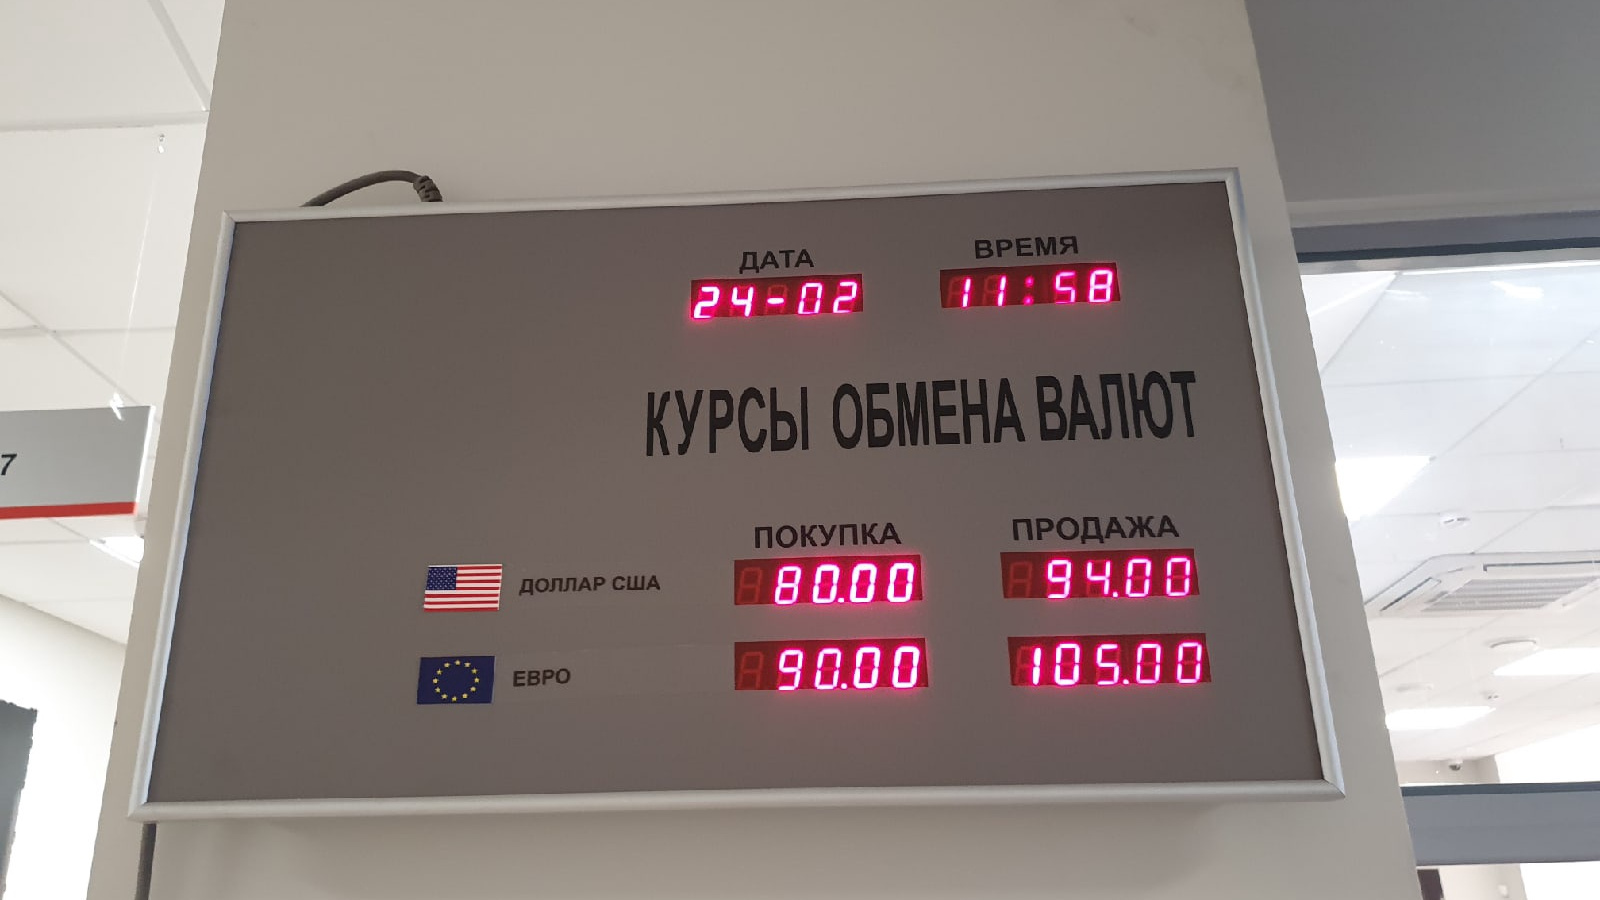 ДАТА ВРЕМЯ
24-02 11:58
КУРСЫ ОБМЕНА ВАЛЮТ
ПОКУПКА ПРОДАЖА
ДОЛЛАР США 80.00 94.00
ЕВРО 90.00 105.00
7